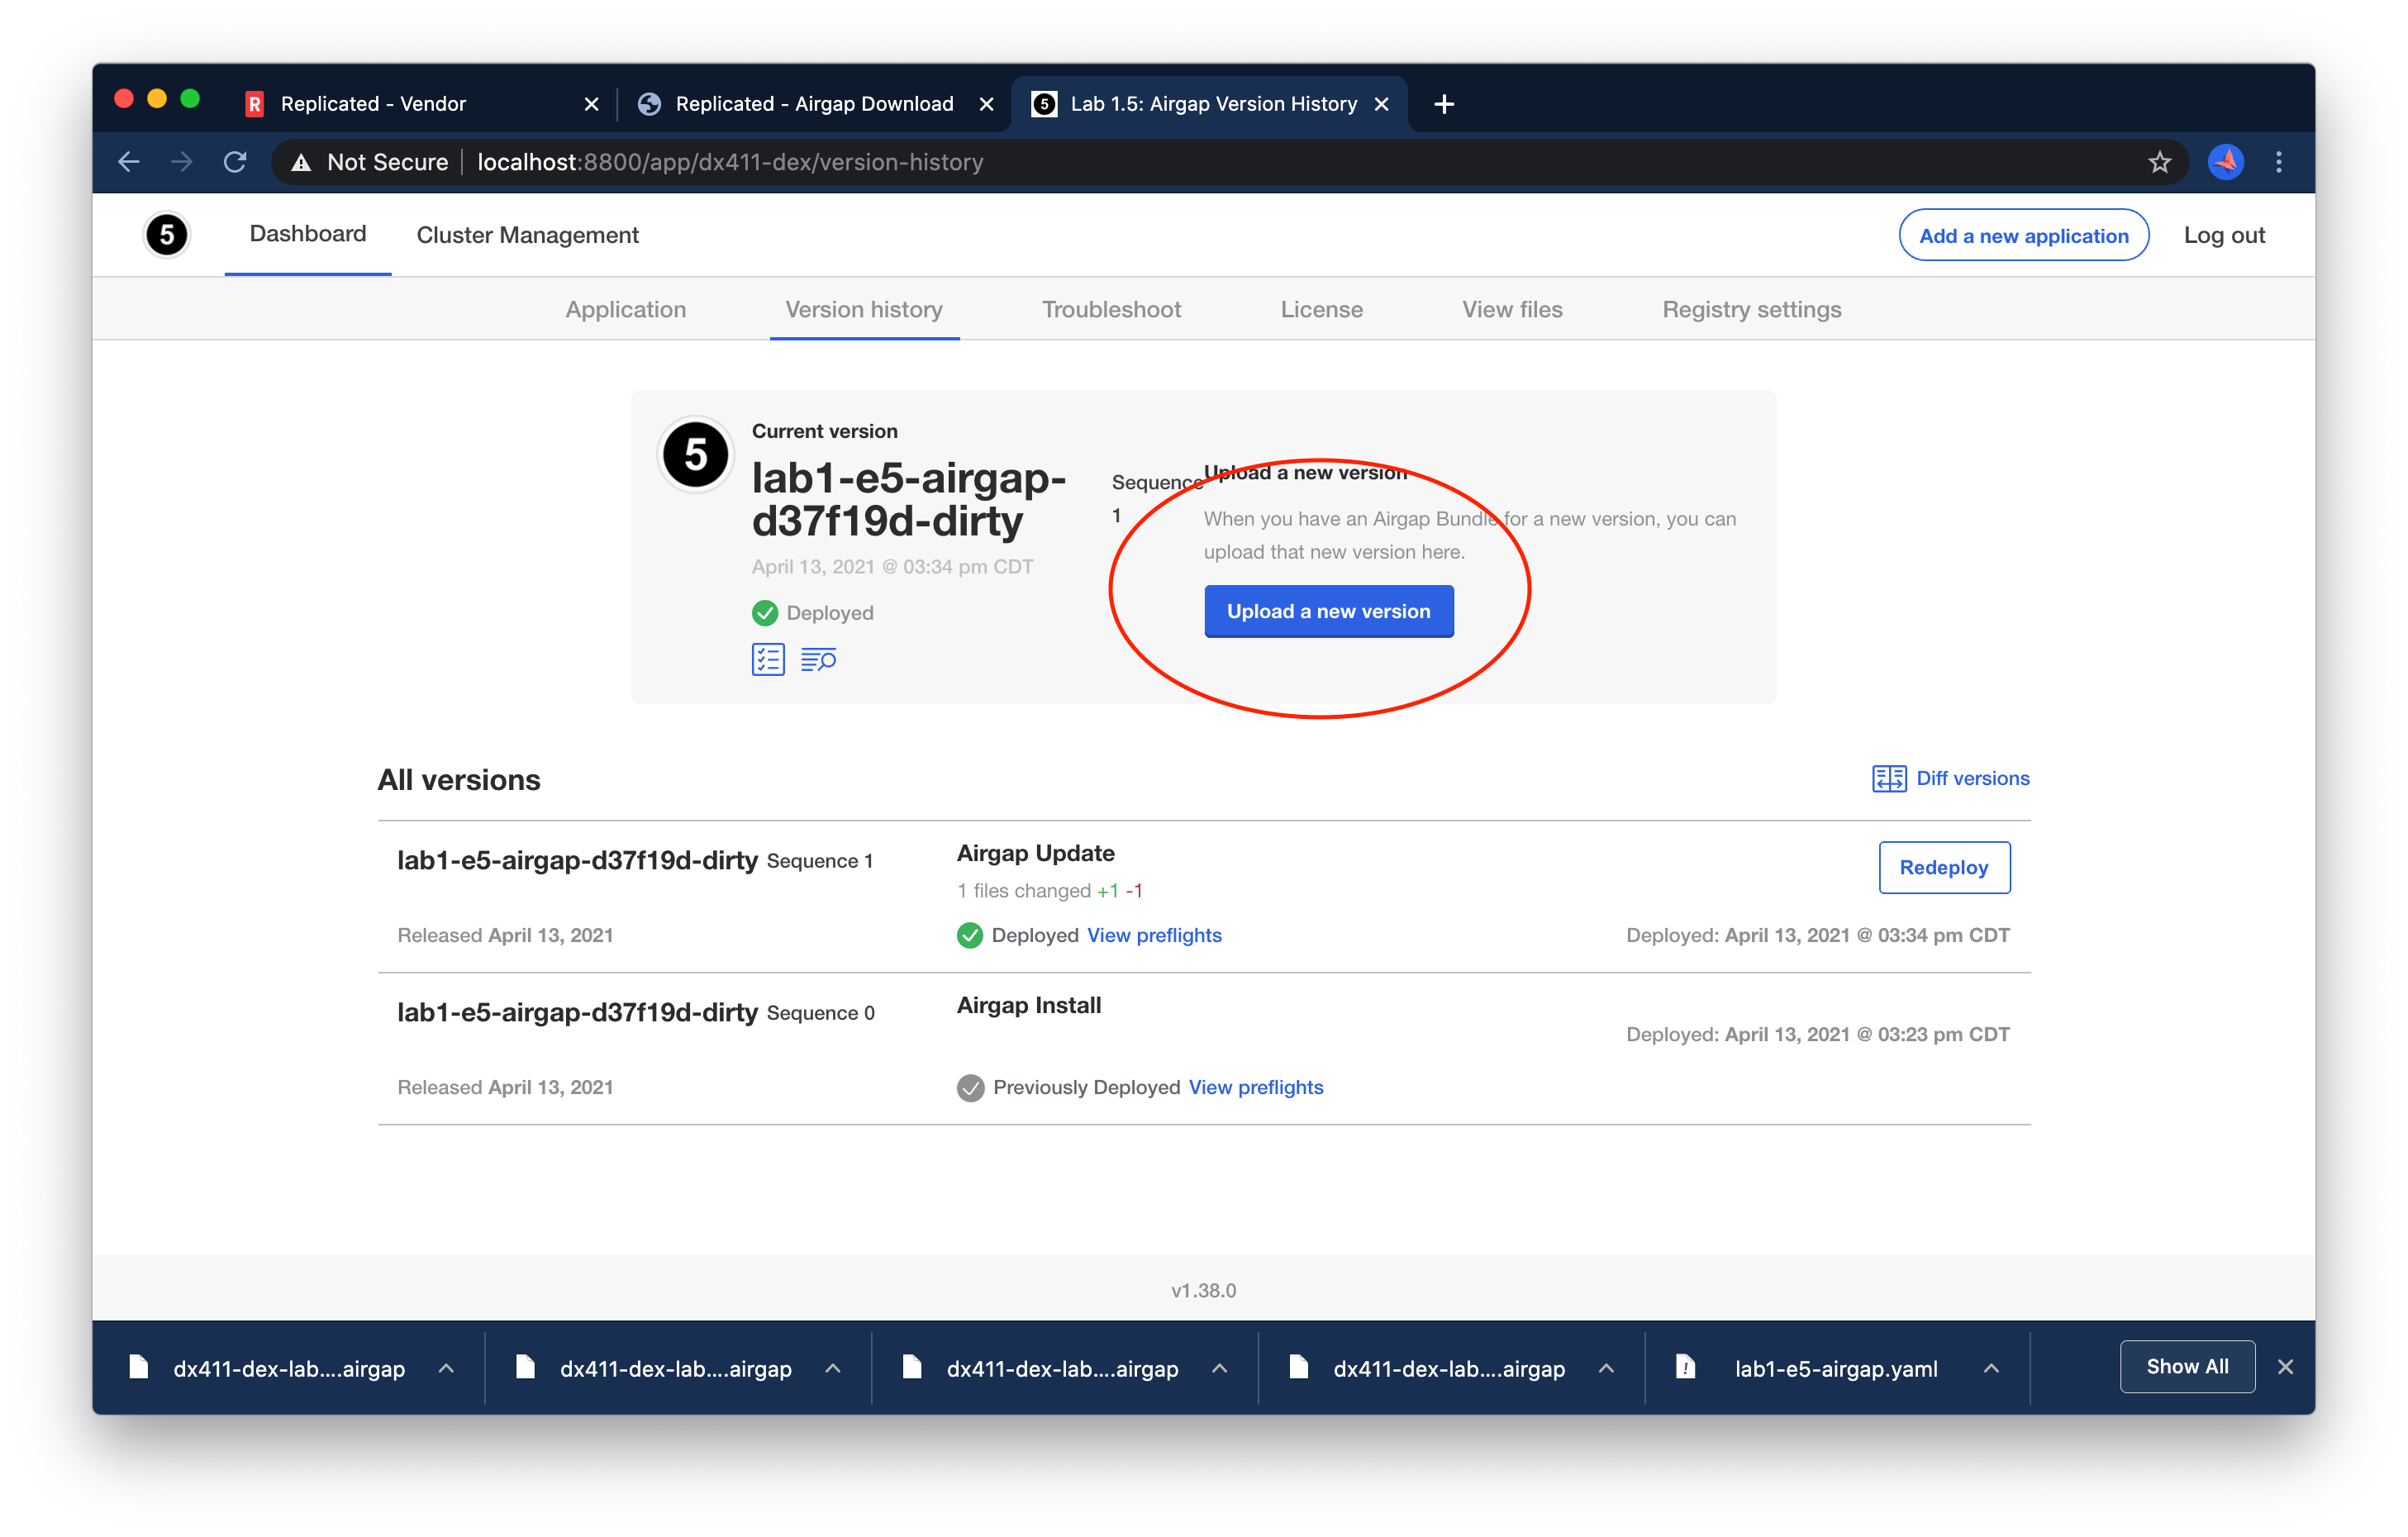 R Replicated - Vendor
Replicated - Airgap Download
5 Lab 1.5: Airgap Version History
Not Secure localhost:8800/app/dx411-dex/version-history
5 Dashboard Cluster Management Add a new application Log out
Application Version history Troubleshoot License View files Registry settings
5
Current version
lab1-e5-airgap-
d37f19d-dirty
April 13, 2021 @ 03:34 pm CDT
Deployed
Sequence
1
Upload a new version
When you have an Airgap Bundle for a new version, you can
upload that new version here.
Upload a new version
All versions
Diff versions
lab1-e5-airgap-d37f19d-dirty Sequence 1
Released April 13, 2021
Airgap Update
1 files changed +1 -1
Deployed View preflights
Redeploy
Deployed: April 13, 2021 @ 03:34 pm CDT
lab1-e5-airgap-d37f19d-dirty Sequence 0
Released April 13, 2021
Airgap Install
Previously Deployed View preflights
Deployed: April 13, 2021 @ 03:23 pm CDT
v1.38.0
dx411-dex-lab....airgap
dx411-dex-lab....airgap
dx411-dex-lab....airgap
dx411-dex-lab....airgap
lab1-e5-airgap.yaml
Show All